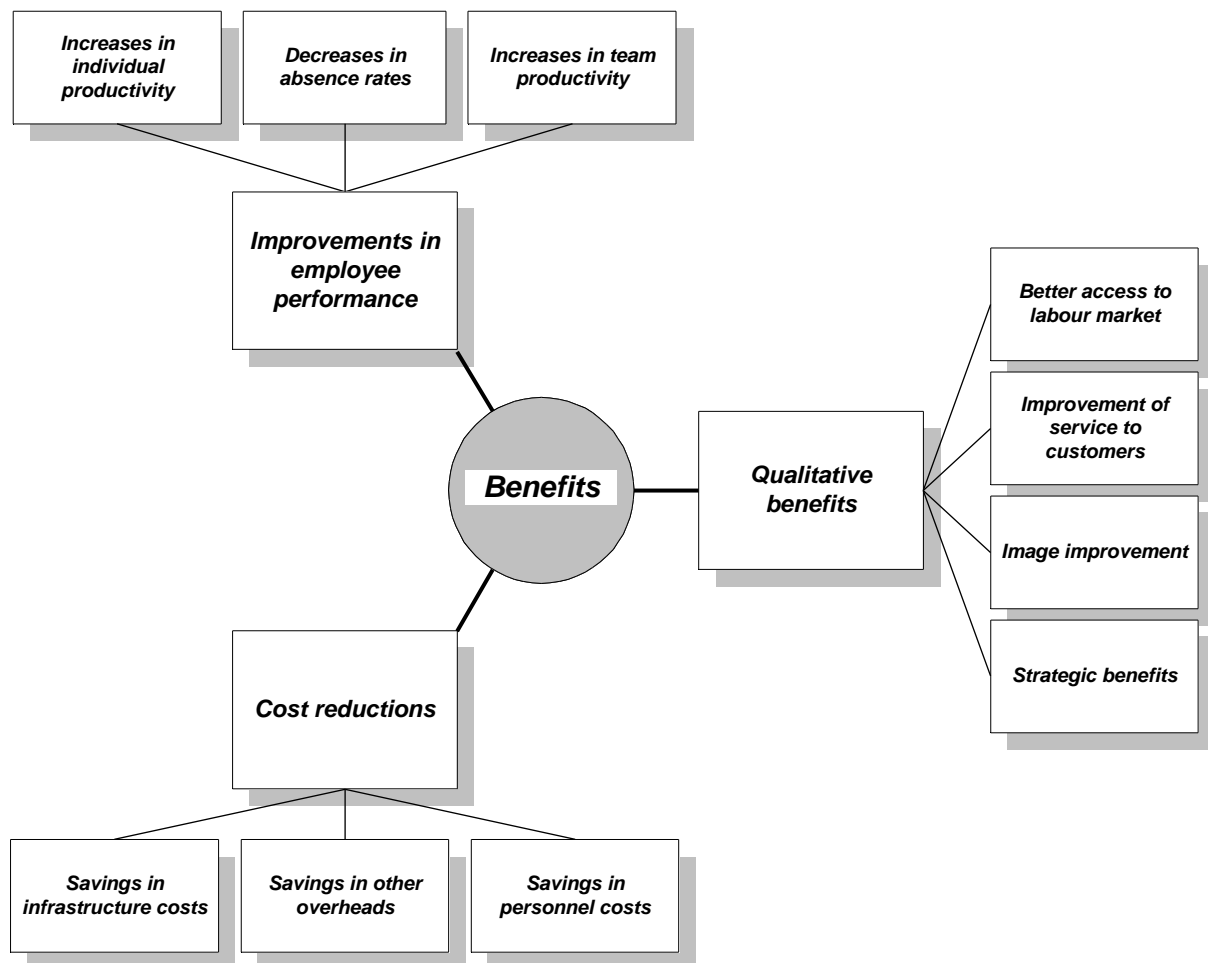 Increases in
individual
productivity
Decreases in
absence rates
Increases in team
productivity
Improvements in
employee
performance
Better access to
labour market
Improvement of
service to
customers
Benefits
Qualitative
benefits
Image improvement
Strategic benefits
Cost reductions
Savings in
infrastructure costs
Savings in other
overheads
Savings in
personnel costs